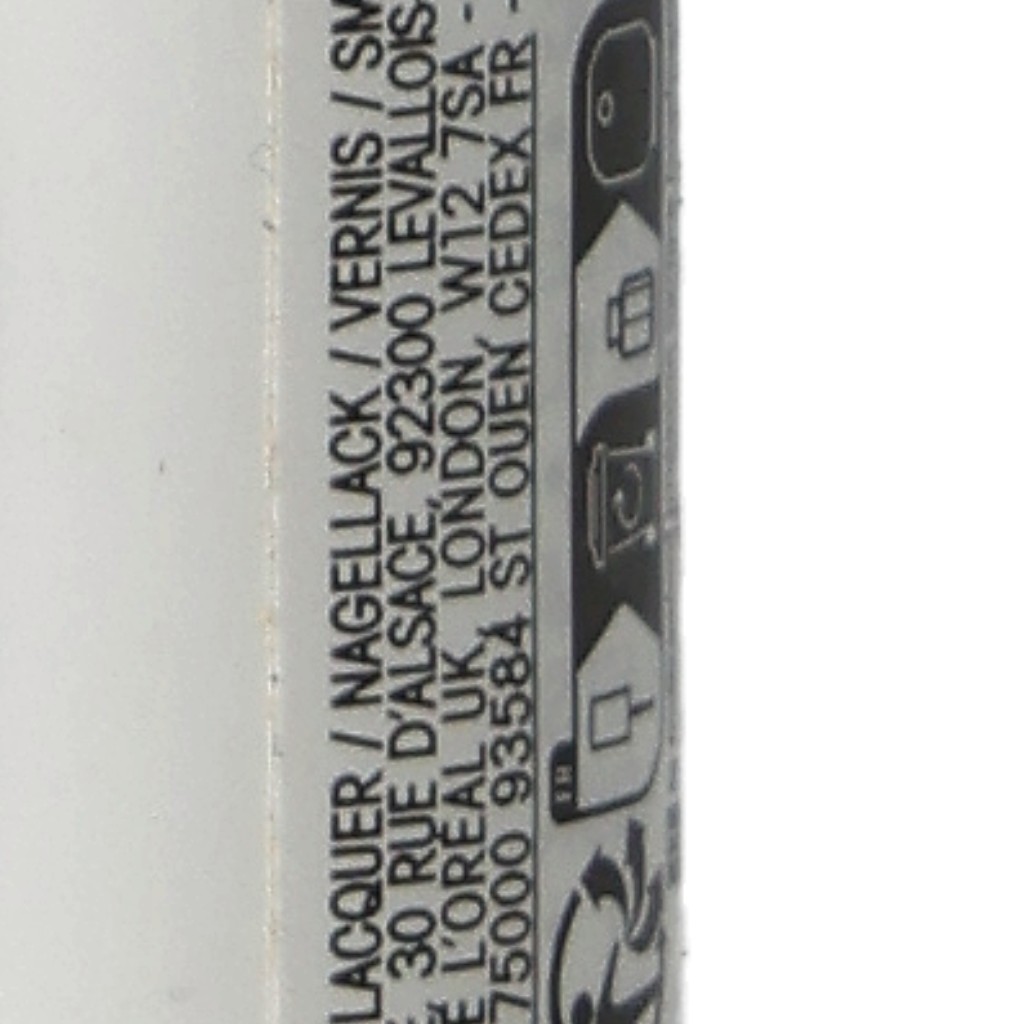 LACQUER / NAGELLACK / VERNIS / SM
30 RUE D'ALSACE, 92300 LEVALLOIS-
E L'OREAL UK, LONDON, W12 7SA -
75000 93584 ST OUEN CEDEX FR -
FR